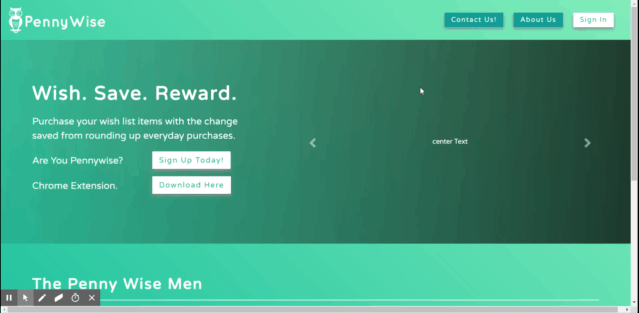 PennyWise
Contact Us!
About Us
Sign In
Wish. Save. Reward.
Purchase your wish list items with the change
saved from rounding up everyday purchases.
Are You Pennywise?
Sign Up Today!
Chrome Extension.
Download Here
center Text
The Penny Wise Men